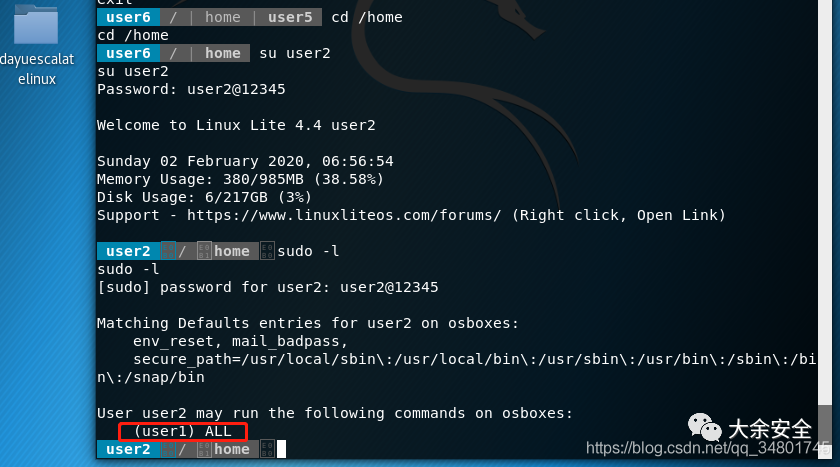 exit
user6 / | home | user5 cd /home
cd /home
user6 / | home su user2
su user2
Password: user2@12345
Welcome to Linux Lite 4.4 user2
Sunday 02 February 2020, 06:56:54
Memory Usage: 380/985MB (38.58%)
Disk Usage: 6/217GB (3%)
Support - https://www.linuxliteos.com/forums/ (Right click, Open Link)
user2 / home sudo -l
sudo -l
[sudo] password for user2: user2@12345
Matching Defaults entries for user2 on osboxes:
env_reset, mail_badpass,
secure_path=/usr/local/sbin\:/usr/local/bin\:/usr/sbin\:/usr/bin\:/sbin\:/bi
n\:/snap/bin
User user2 may run the following commands on osboxes:
(user1) ALL
user2 / home
dayuescalat
elinux
大余安全
https://blog.csdn.net/qq_34801745